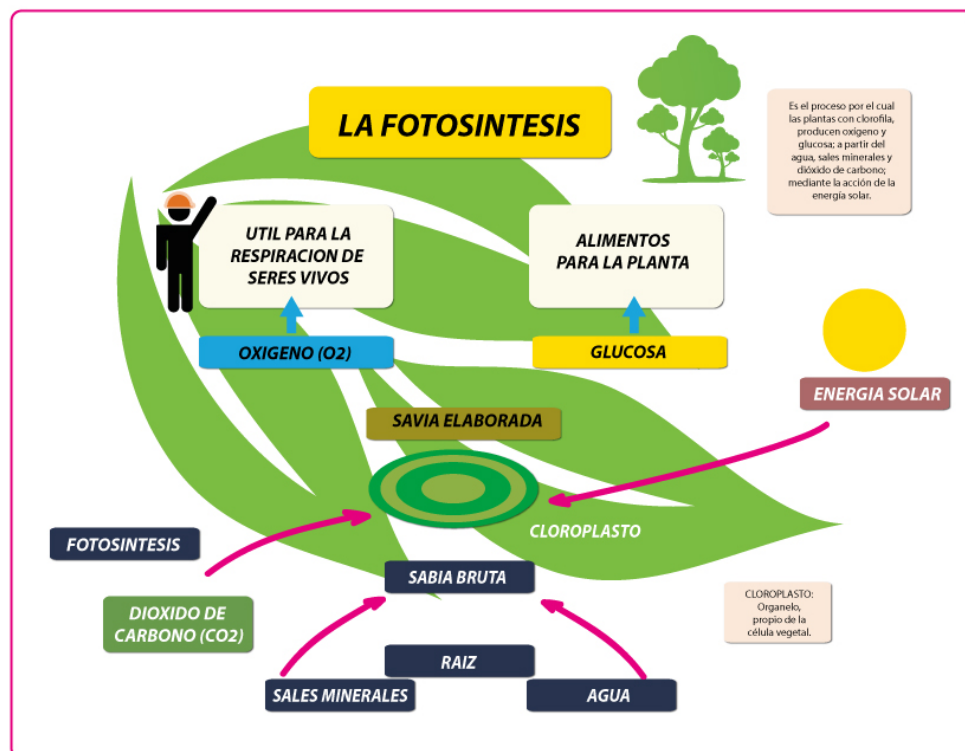 LA FOTOSINTESIS
Es el proceso por el cual
las plantas con clorofila,
producen oxígeno y
glucosa; a partir del
agua, sales minerales y
dióxido de carbono;
mediante la acción de la
energía solar.
UTIL PARA LA
RESPIRACION DE
SERES VIVOS
ALIMENTOS
PARA LA PLANTA
OXIGENO (O2)
GLUCOSA
ENERGIA SOLAR
SAVIA ELABORADA
CLOROPLASTO
FOTOSINTESIS
SABIA BRUTA
DIOXIDO DE
CARBONO (CO2)
CLOROPLASTO:
Organelo,
propio de la
célula vegetal.
RAIZ
SALES MINERALES
AGUA